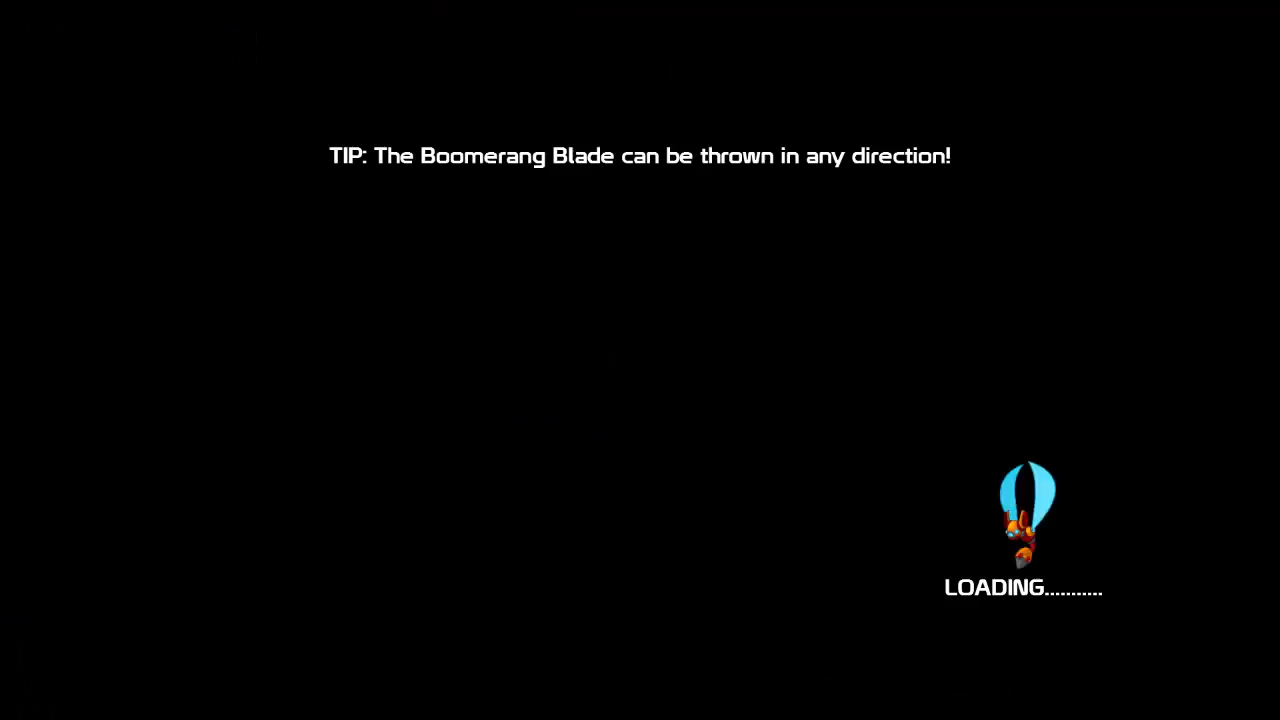 TIP: The Boomerang Blade can be thrown in any direction!
LOADING...........